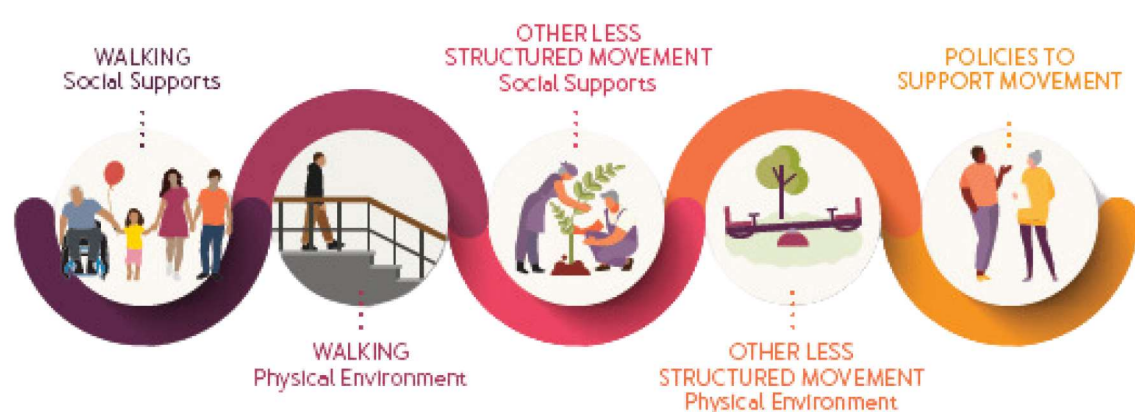 WALKING
Social Supports
WALKING
Physical Environment
OTHER LESS
STRUCTURED MOVEMENT
Social Supports
OTHER LESS
STRUCTURED MOVEMENT
Physical Environment
POLICIES TO
SUPPORT MOVEMENT